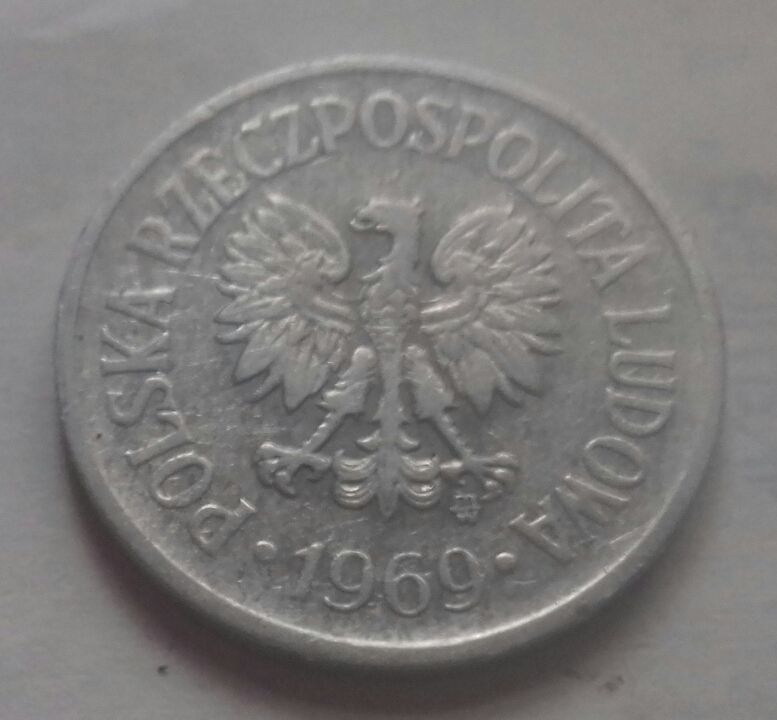 POLSKA RZECZPOSPOLITA LUDOWA
• 1969 •